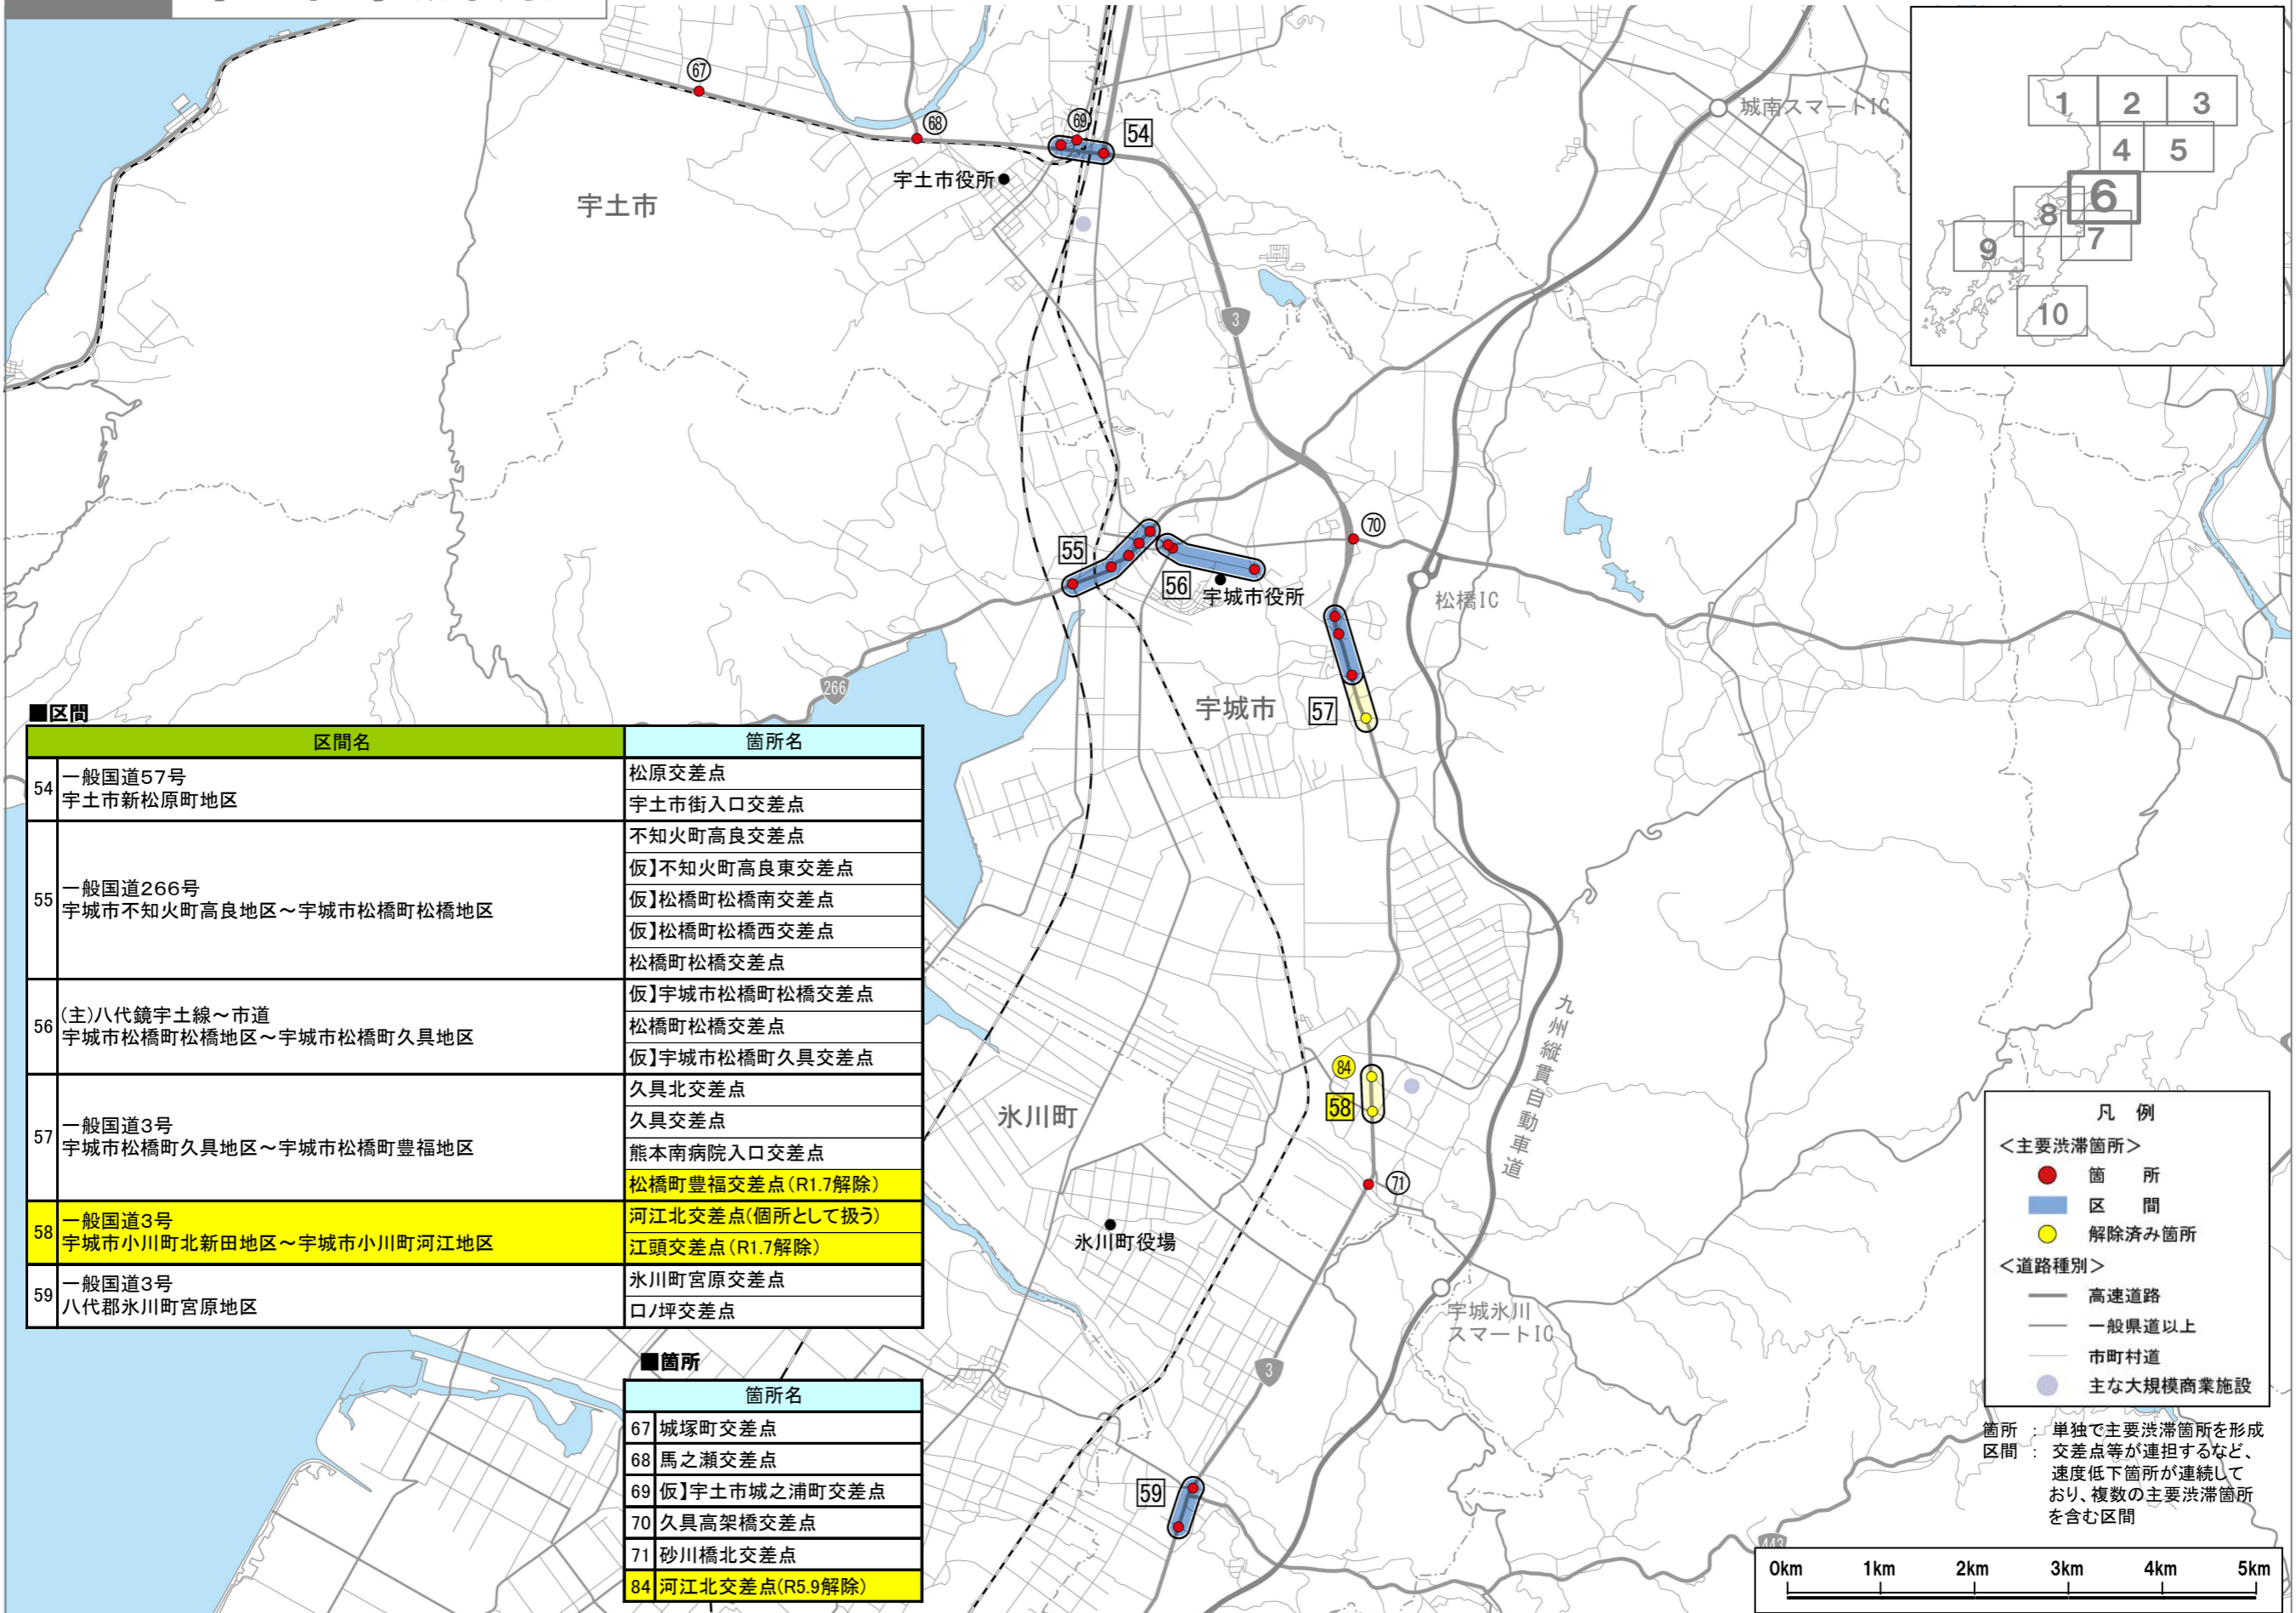 67
68
69
54
宇土市役所
宇土市
城南スマートIC
1
2
3
4
5
6
7
8
9
10
3
70
55
56
宇城市役所
松橋IC
266
57
宇城市
■区間
区間名 箇所名
54 一般国道57号
宇土市新松原町地区
松原交差点
宇土市街入口交差点
55 一般国道266号
宇城市不知火町高良地区～宇城市松橋町松橋地区
不知火町高良交差点
仮】不知火町高良東交差点
仮】松橋町松橋南交差点
仮】松橋町松橋西交差点
松橋町松橋交差点
56 (主)八代鏡宇土線～市道
宇城市松橋町松橋地区～宇城市松橋町久具地区
仮】宇城市松橋町松橋交差点
松橋町松橋交差点
仮】宇城市松橋町久具交差点
57 一般国道3号
宇城市松橋町久具地区～宇城市松橋町豊福地区
久具北交差点
久具交差点
熊本南病院入口交差点
松橋町豊福交差点(R1.7解除)
58 一般国道3号
宇城市小川町北新田地区～宇城市小川町河江地区
河江北交差点(個所として扱う)
江頭交差点(R1.7解除)
59 一般国道3号
八代郡氷川町宮原地区
氷川町宮原交差点
口ノ坪交差点
九州縦貫自動車道
84
58
氷川町
71
氷川町役場
宇城氷川
スマートIC
3
59
443
■箇所
箇所名
67 城塚町交差点
68 馬之瀬交差点
69 仮】宇土市城之浦町交差点
70 久具高架橋交差点
71 砂川橋北交差点
84 河江北交差点(R5.9解除)
凡 例
＜主要渋滞箇所＞
箇 所
区 間
解除済み箇所
＜道路種別＞
高速道路
一般県道以上
市町村道
主な大規模商業施設
箇所 ： 単独で主要渋滞箇所を形成
区間 ： 交差点等が連担するなど、
速度低下箇所が連続して
おり、複数の主要渋滞箇所
を含む区間
0km 1km 2km 3km 4km 5km